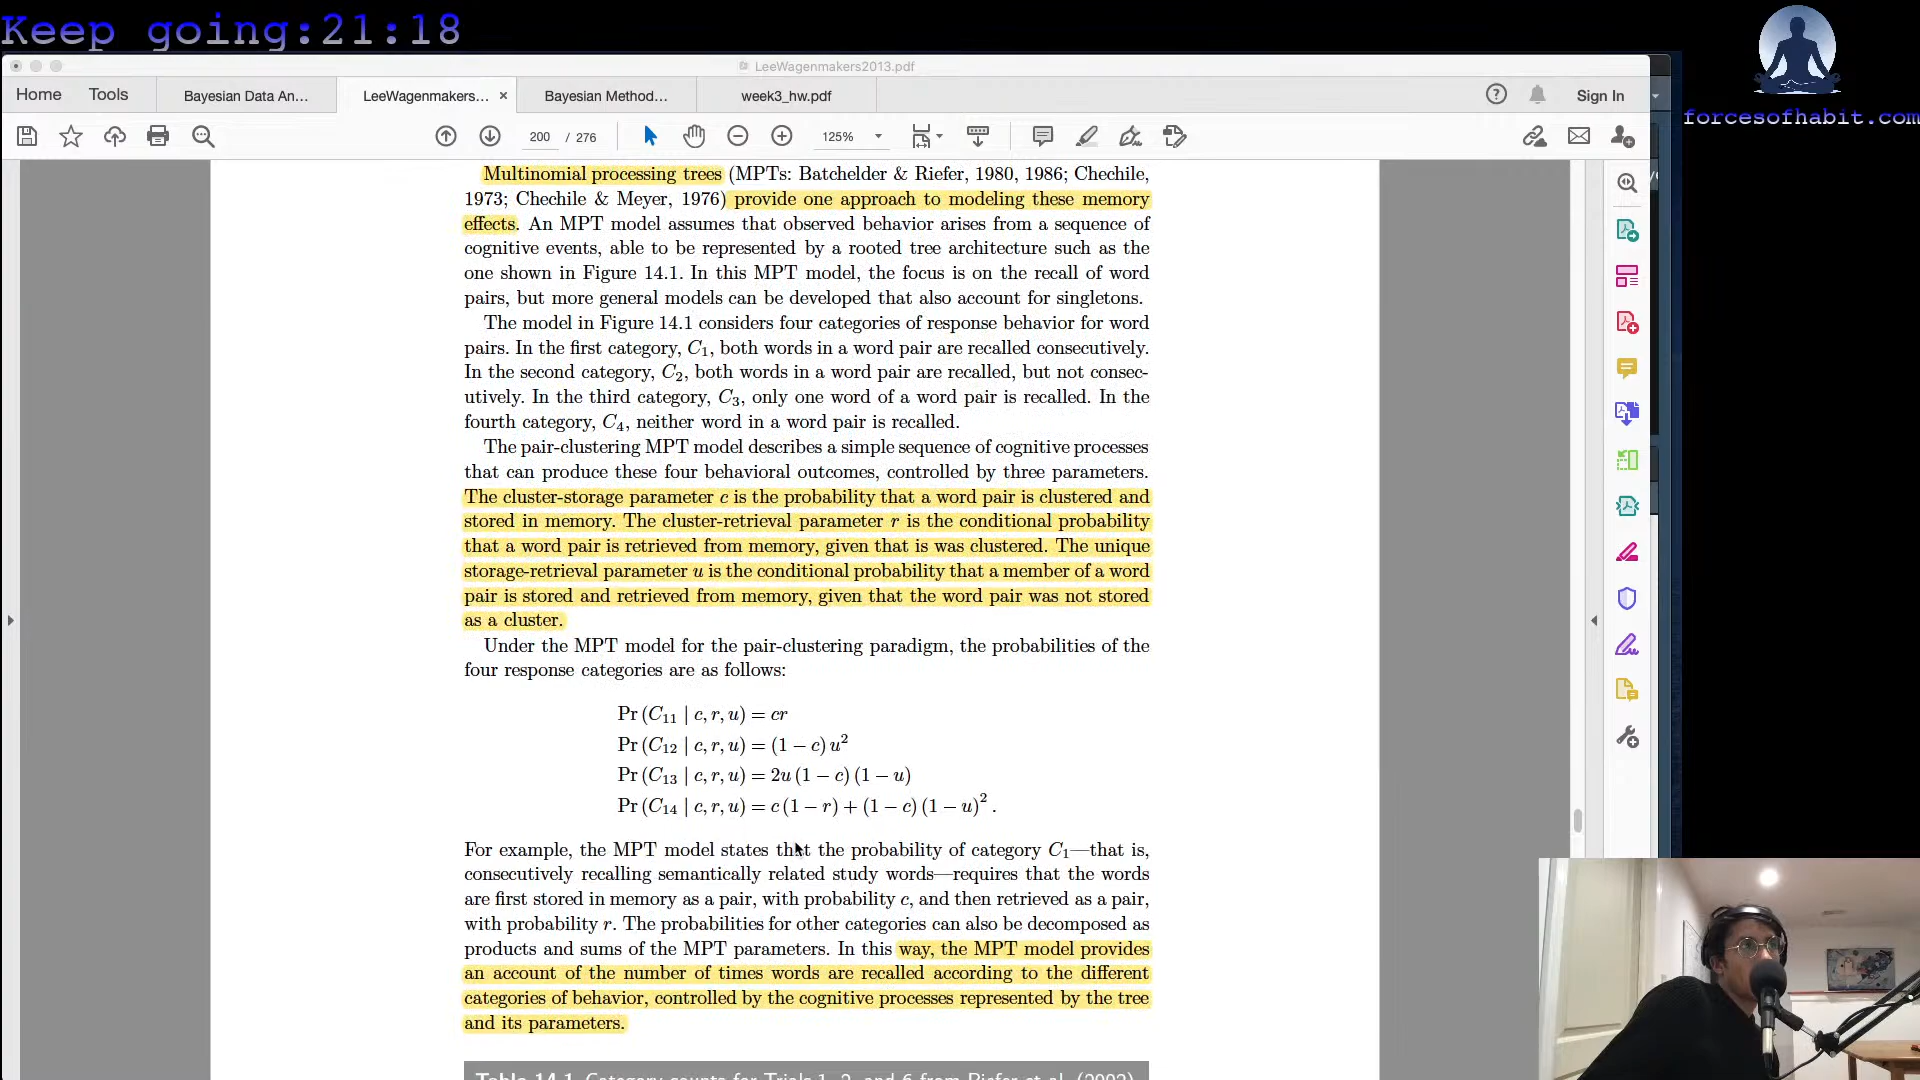 Keep going:21:18
forcesofhabit.com
LeeWagenmakers2013.pdf
Home Tools Bayesian Data An... LeeWagenmakers... × Bayesian Method... week3_hw.pdf Sign In
200 / 276 125%
Multinomial processing trees (MPTs: Batchelder & Riefer, 1980, 1986; Chechile,
1973; Chechile & Meyer, 1976) provide one approach to modeling these memory
effects. An MPT model assumes that observed behavior arises from a sequence of
cognitive events, able to be represented by a rooted tree architecture such as the
one shown in Figure 14.1. In this MPT model, the focus is on the recall of word
pairs, but more general models can be developed that also account for singletons.
The model in Figure 14.1 considers four categories of response behavior for word
pairs. In the first category, C₁, both words in a word pair are recalled consecutively.
In the second category, C₂, both words in a word pair are recalled, but not consec-
utively. In the third category, C₃, only one word of a word pair is recalled. In the
fourth category, C₄, neither word in a word pair is recalled.
The pair-clustering MPT model describes a simple sequence of cognitive processes
that can produce these four behavioral outcomes, controlled by three parameters.
The cluster-storage parameter c is the probability that a word pair is clustered and
stored in memory. The cluster-retrieval parameter r is the conditional probability
that a word pair is retrieved from memory, given that is was clustered. The unique
storage-retrieval parameter u is the conditional probability that a member of a word
pair is stored and retrieved from memory, given that the word pair was not stored
as a cluster.
Under the MPT model for the pair-clustering paradigm, the probabilities of the
four response categories are as follows:
Pr (C₁₁ | c, r, u) = cr
Pr (C₁₂ | c, r, u) = (1 − c) u²
Pr (C₁₃ | c, r, u) = 2u (1 − c) (1 − u)
Pr (C₁₄ | c, r, u) = c (1 − r) + (1 − c) (1 − u)² .
For example, the MPT model states that the probability of category C₁—that is,
consecutively recalling semantically related study words—requires that the words
are first stored in memory as a pair, with probability c, and then retrieved as a pair,
with probability r. The probabilities for other categories can also be decomposed as
products and sums of the MPT parameters. In this way, the MPT model provides
an account of the number of times words are recalled according to the different
categories of behavior, controlled by the cognitive processes represented by the tree
and its parameters.
Table 14.1 Category counts for Trials 1, 2, and 6 from Riefer et al. (2002).